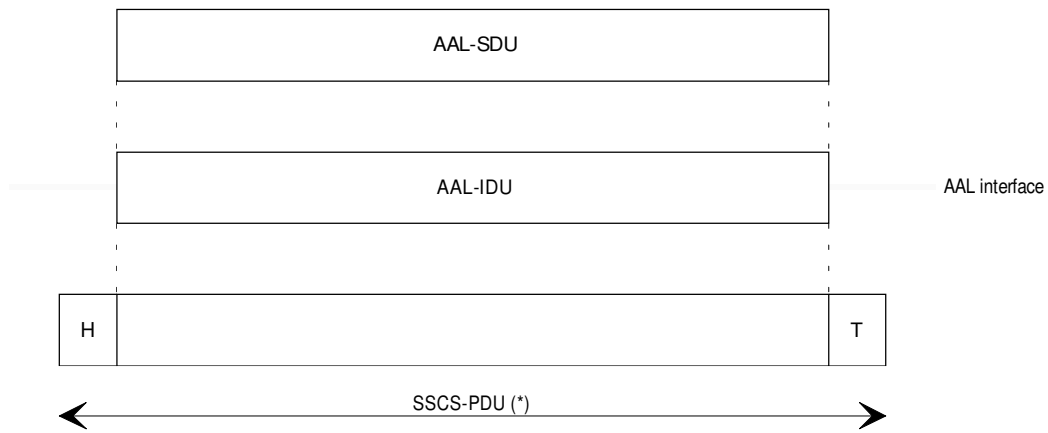 AAL-SDU
AAL-IDU
AAL interface
H
T
SSCS-PDU (*)